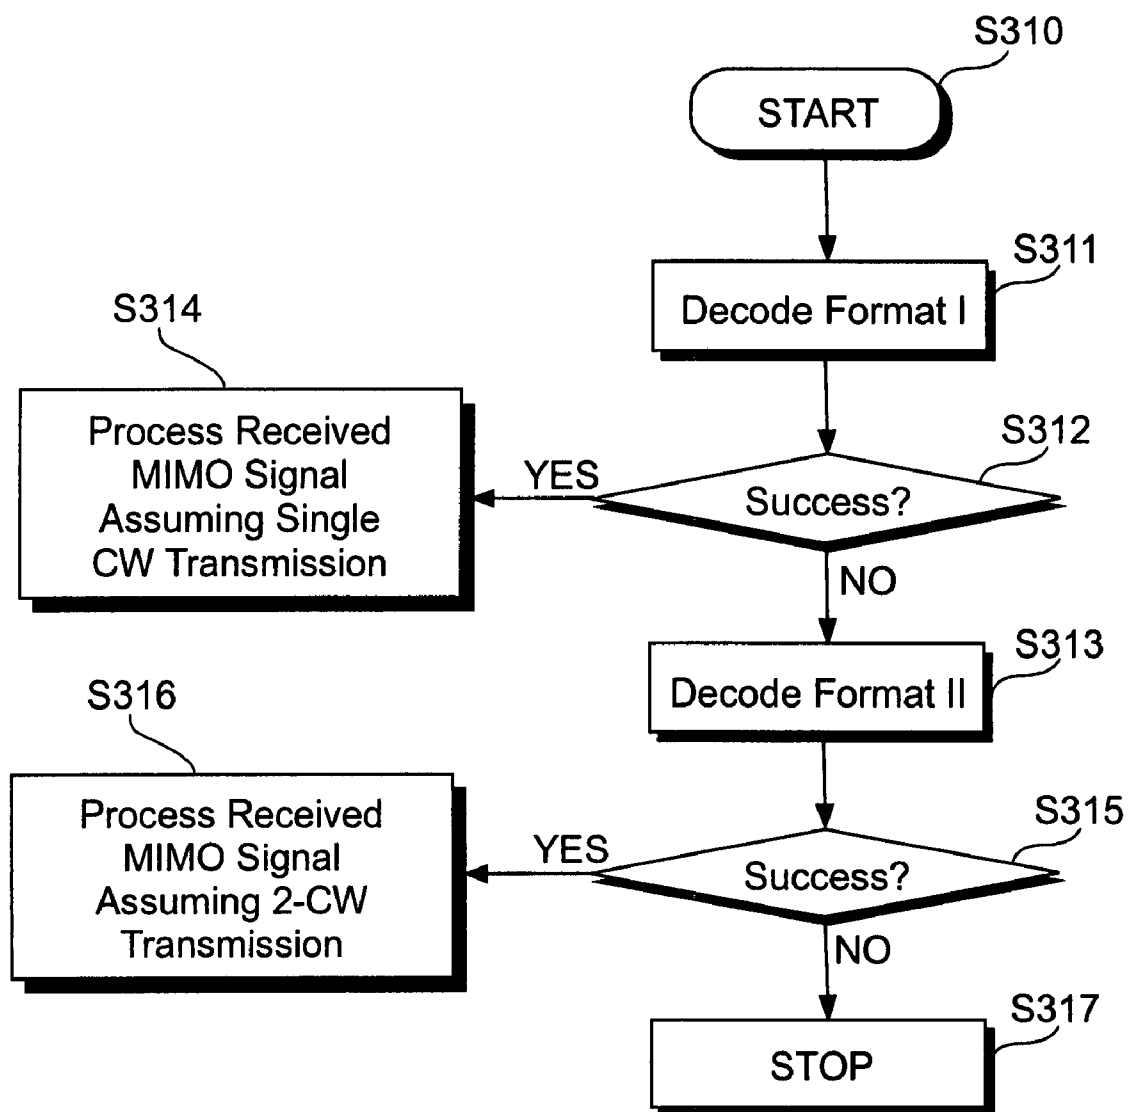 S310
START
S311
Decode Format I
S314
Process Received
MIMO Signal
Assuming Single
CW Transmission
YES
S312
Success?
NO
S313
Decode Format II
S316
Process Received
MIMO Signal
Assuming 2-CW
Transmission
YES
S315
Success?
NO
S317
STOP